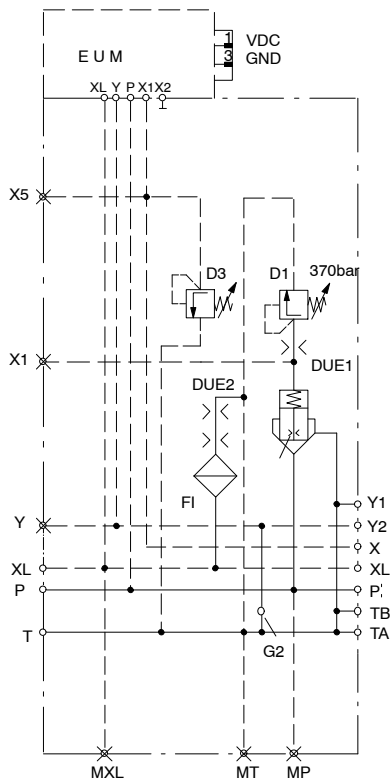 E U M
1 VDC
3 GND
XL Y P X1 X2
X5
D3
D1
370bar
X1
DUE1
DUE2
FI
Y1
Y
Y2
X
XL
XL
P
P'
TB
T
TA
G2
MXL
MT
MP